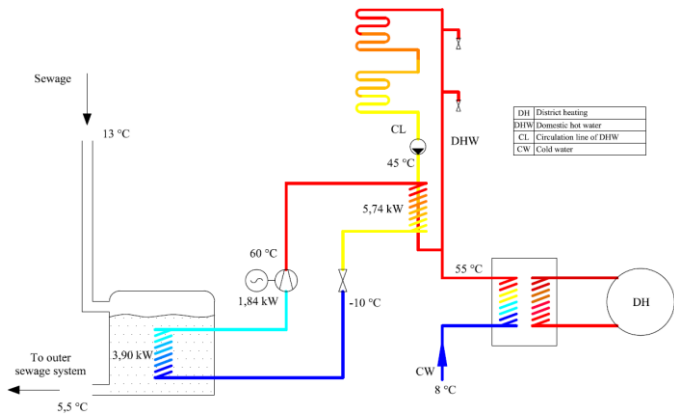 Sewage
13 °C
CL
DHW
45 °C
DH District heating
DHW Domestic hot water
CL Circulation line of DHW
CW Cold water
5,74 kW
60 °C
1,84 kW
-10 °C
55 °C
DH
3,90 kW
To outer
sewage system
5,5 °C
CW
8 °C